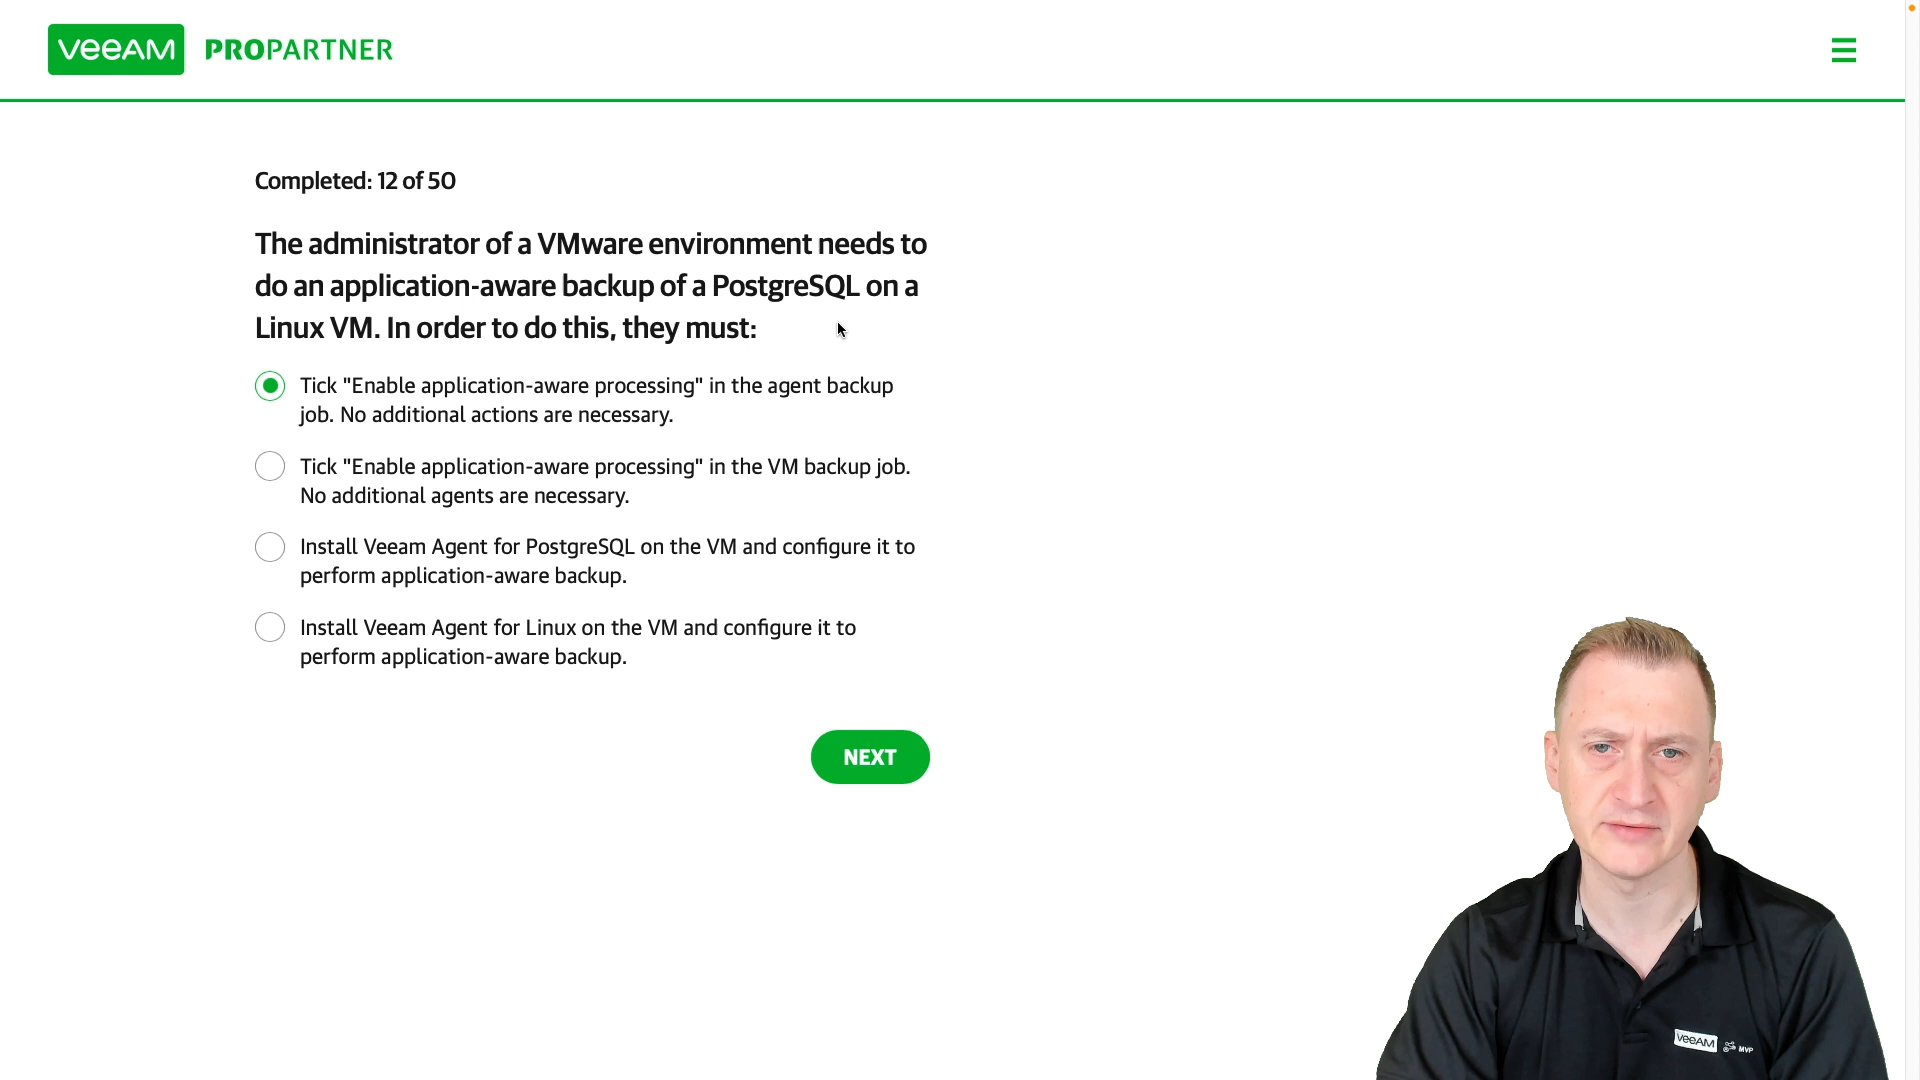 veeAM PROPARTNER
Completed: 12 of 50
The administrator of a VMware environment needs to
do an application-aware backup of a PostgreSQL on a
Linux VM. In order to do this, they must:
Tick "Enable application-aware processing" in the agent backup
job. No additional actions are necessary.
Tick "Enable application-aware processing" in the VM backup job.
No additional agents are necessary.
Install Veeam Agent for PostgreSQL on the VM and configure it to
perform application-aware backup.
Install Veeam Agent for Linux on the VM and configure it to
perform application-aware backup.
NEXT
veeAM MVP